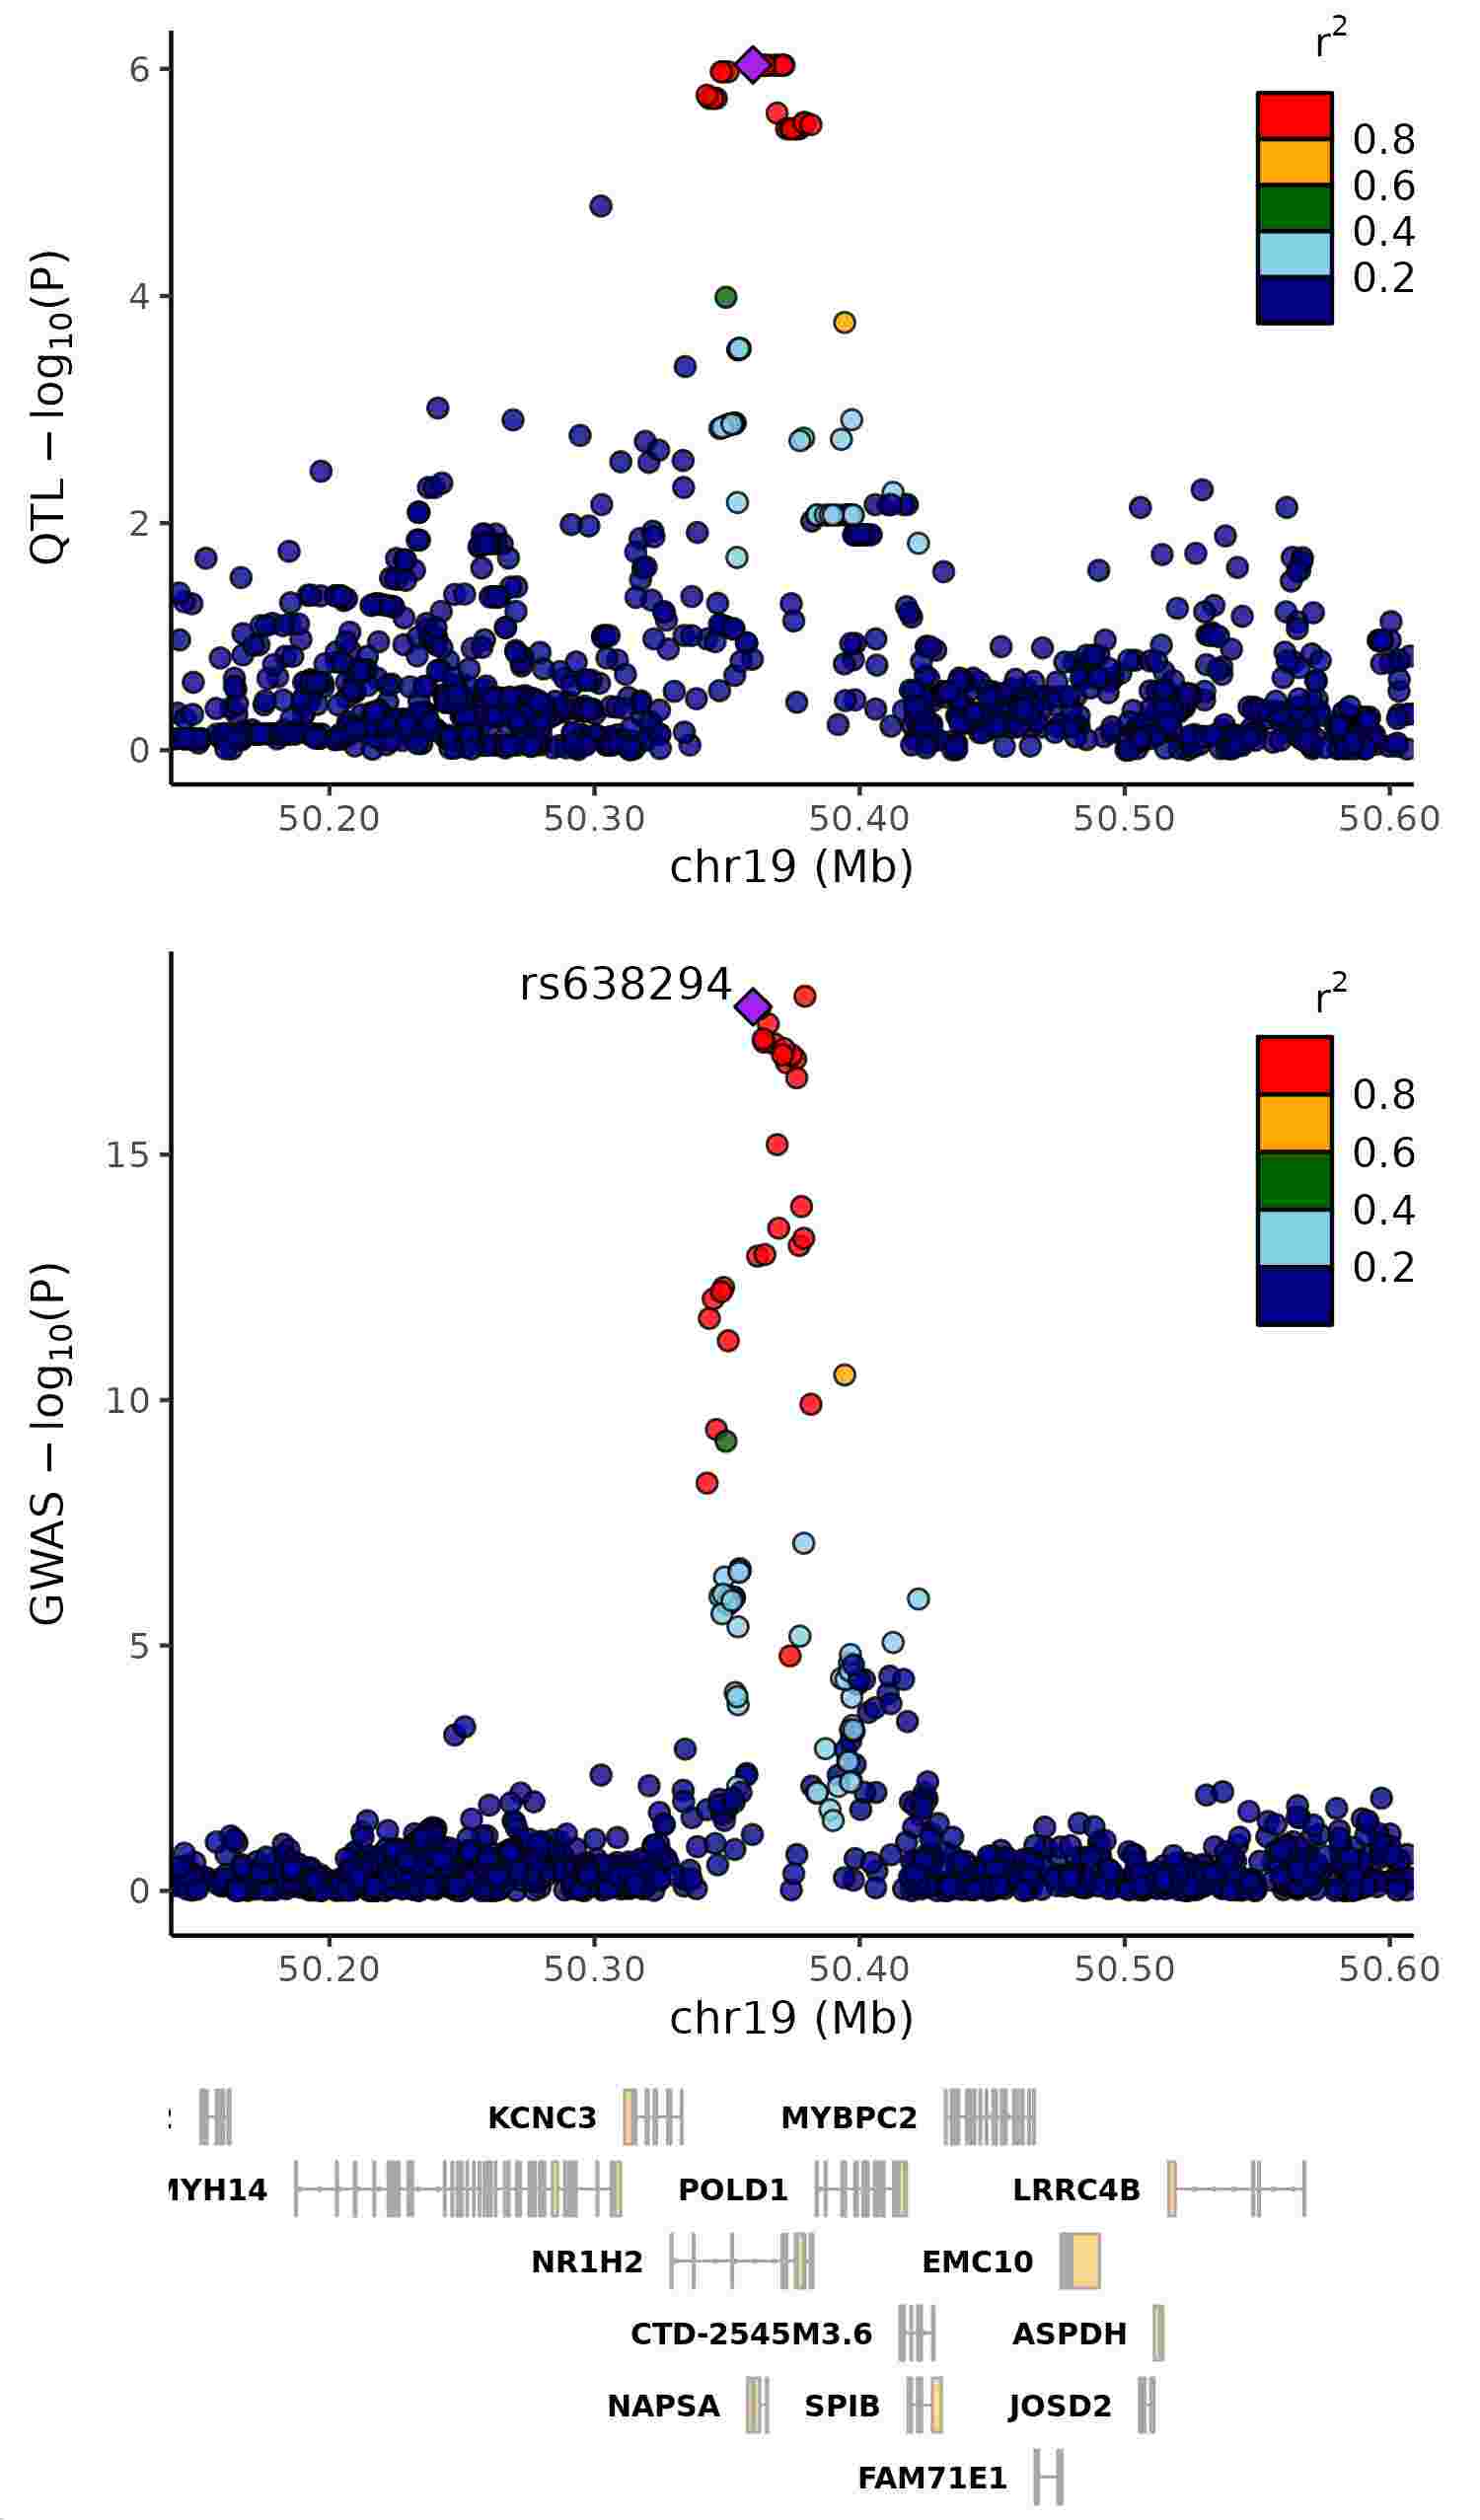 r2
0.8
0.6
0.4
0.2
6
4
2
0
QTL −log10(P)
50.20 50.30 50.40 50.50 50.60
chr19 (Mb)
rs638294
r2
0.8
0.6
0.4
0.2
15
10
5
0
GWAS −log10(P)
50.20 50.30 50.40 50.50 50.60
chr19 (Mb)
KCNC3 MYBPC2
MYH14 POLD1 LRRC4B
NR1H2 EMC10
CTD-2545M3.6 ASPDH
NAPSA SPIB JOSD2
FAM71E1